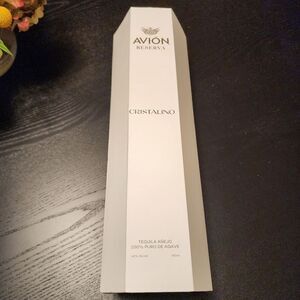 AVIÓN
RESERVA
CRISTALINO
TEQUILA AÑEJO
100% PURO DE AGAVE